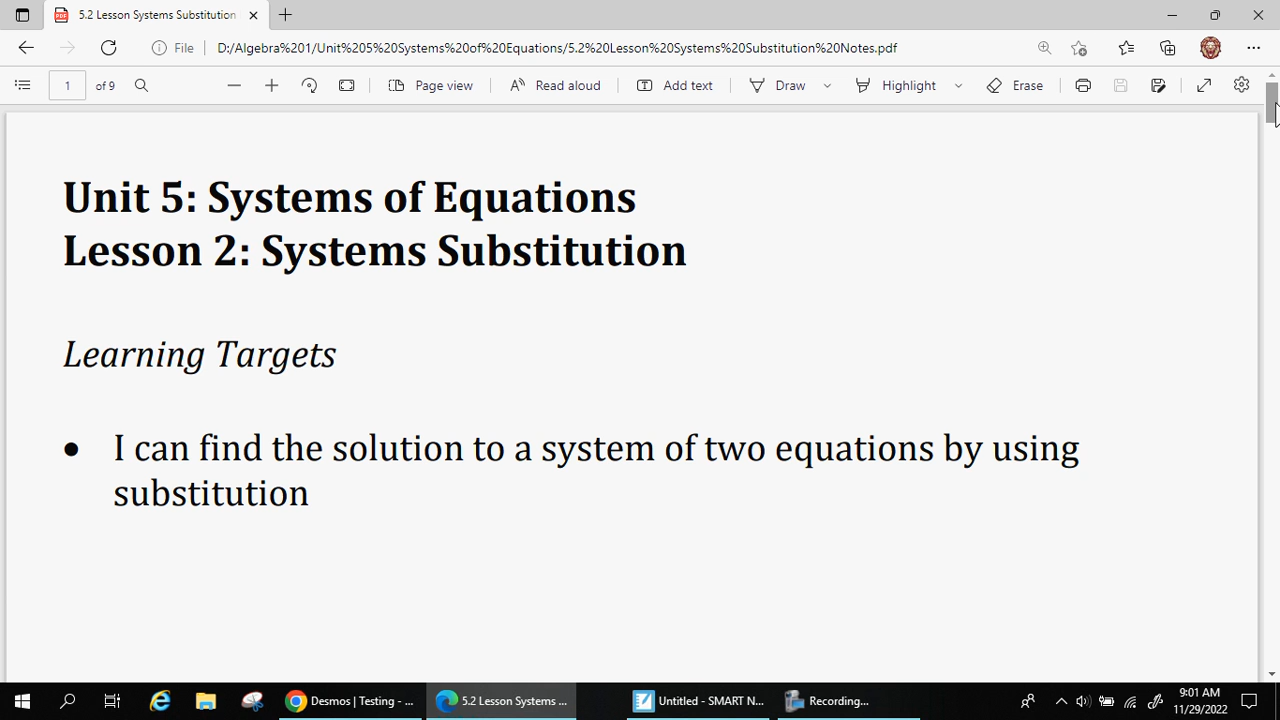 5.2 Lesson Systems Substitution
File
D:/Algebra%201/Unit%205%20Systems%20of%20Equations/5.2%20Lesson%20Systems%20Substitution%20Notes.pdf
1 of 9
Page view
Read aloud
Add text
Draw
Highlight
Erase
Unit 5: Systems of Equations
Lesson 2: Systems Substitution
Learning Targets
• I can find the solution to a system of two equations by using
substitution
Desmos | Testing - ...
5.2 Lesson Systems ...
Untitled - SMART N...
Recording...
9:01 AM
11/29/2022